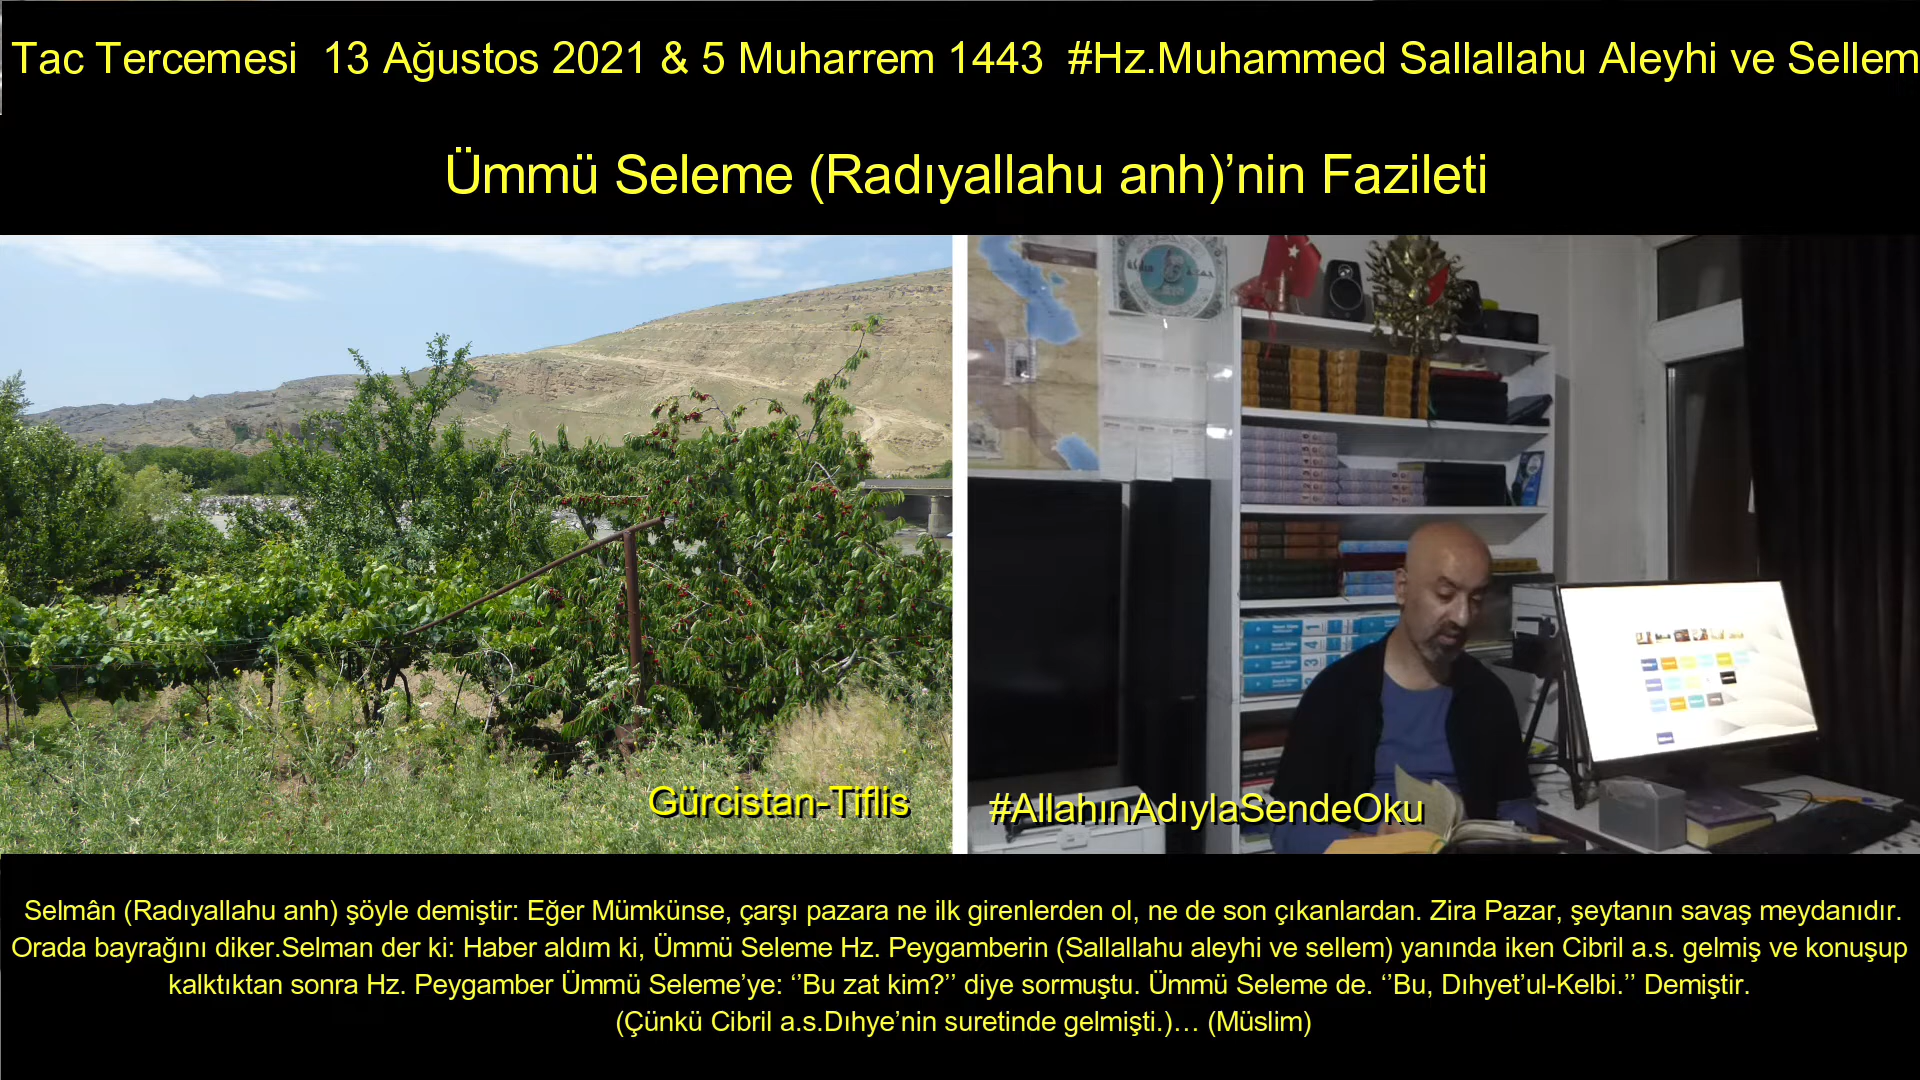 Tac Tercemesi 13 Ağustos 2021 & 5 Muharrem 1443 #Hz.Muhammed Sallallahu Aleyhi ve Sellem
Ümmü Seleme (Radıyallahu anh)’nin Fazileti
Gürcistan-Tiflis
#AllahınAdıylaSendeOku
Selmân (Radıyallahu anh) şöyle demiştir: Eğer Mümkünse, çarşı pazara ne ilk girenlerden ol, ne de son çıkanlardan. Zira Pazar, şeytanın savaş meydanıdır.
Orada bayrağını diker.Selman der ki: Haber aldım ki, Ümmü Seleme Hz. Peygamberin (Sallallahu aleyhi ve sellem) yanında iken Cibril a.s. gelmiş ve konuşup
kalktıktan sonra Hz. Peygamber Ümmü Seleme’ye: ‘’Bu zat kim?’’ diye sormuştu. Ümmü Seleme de. ‘’Bu, Dıhyet’ul-Kelbi.’’ Demiştir.
(Çünkü Cibril a.s.Dıhye’nin suretinde gelmişti.)… (Müslim)